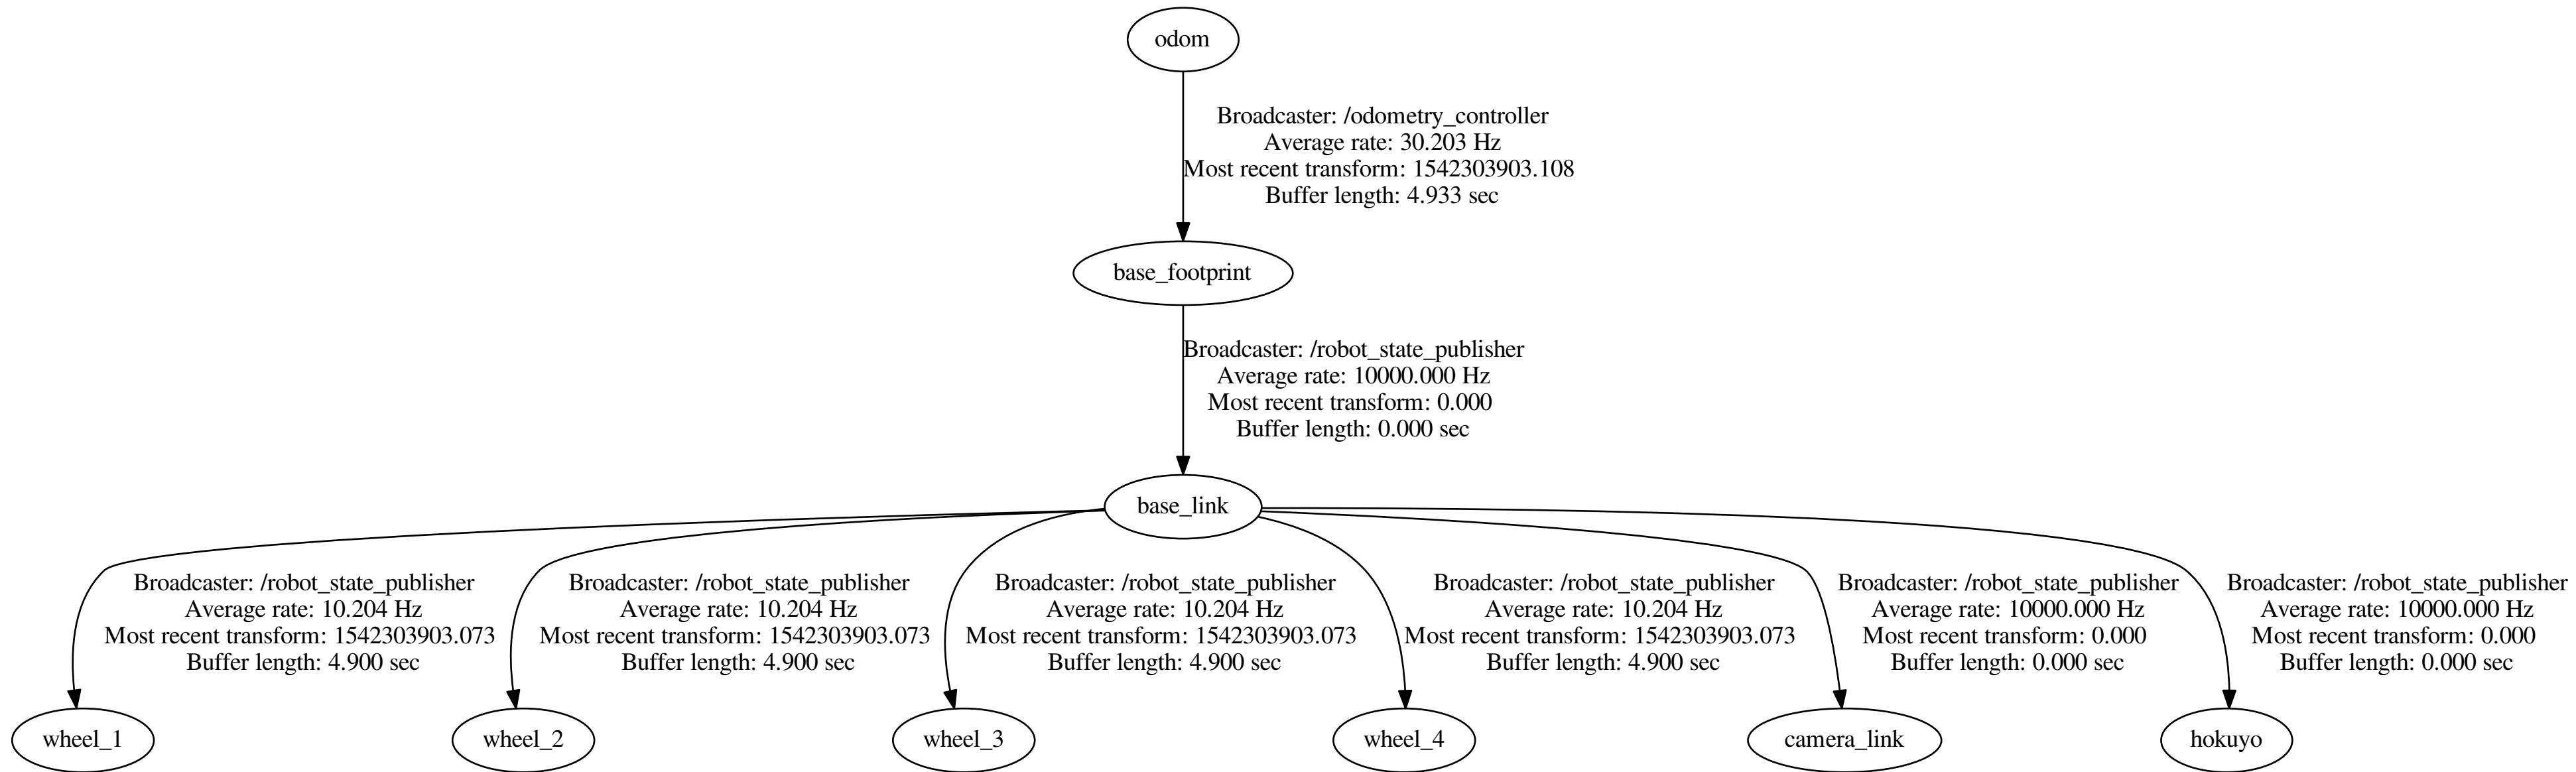 odom
Broadcaster: /odometry_controller
Average rate: 30.203 Hz
Most recent transform: 1542303903.108
Buffer length: 4.933 sec
base_footprint
Broadcaster: /robot_state_publisher
Average rate: 10000.000 Hz
Most recent transform: 0.000
Buffer length: 0.000 sec
base_link
Broadcaster: /robot_state_publisher
Average rate: 10.204 Hz
Most recent transform: 1542303903.073
Buffer length: 4.900 sec
Broadcaster: /robot_state_publisher
Average rate: 10.204 Hz
Most recent transform: 1542303903.073
Buffer length: 4.900 sec
Broadcaster: /robot_state_publisher
Average rate: 10.204 Hz
Most recent transform: 1542303903.073
Buffer length: 4.900 sec
Broadcaster: /robot_state_publisher
Average rate: 10.204 Hz
Most recent transform: 1542303903.073
Buffer length: 4.900 sec
Broadcaster: /robot_state_publisher
Average rate: 10000.000 Hz
Most recent transform: 0.000
Buffer length: 0.000 sec
Broadcaster: /robot_state_publisher
Average rate: 10000.000 Hz
Most recent transform: 0.000
Buffer length: 0.000 sec
wheel_1
wheel_2
wheel_3
wheel_4
camera_link
hokuyo